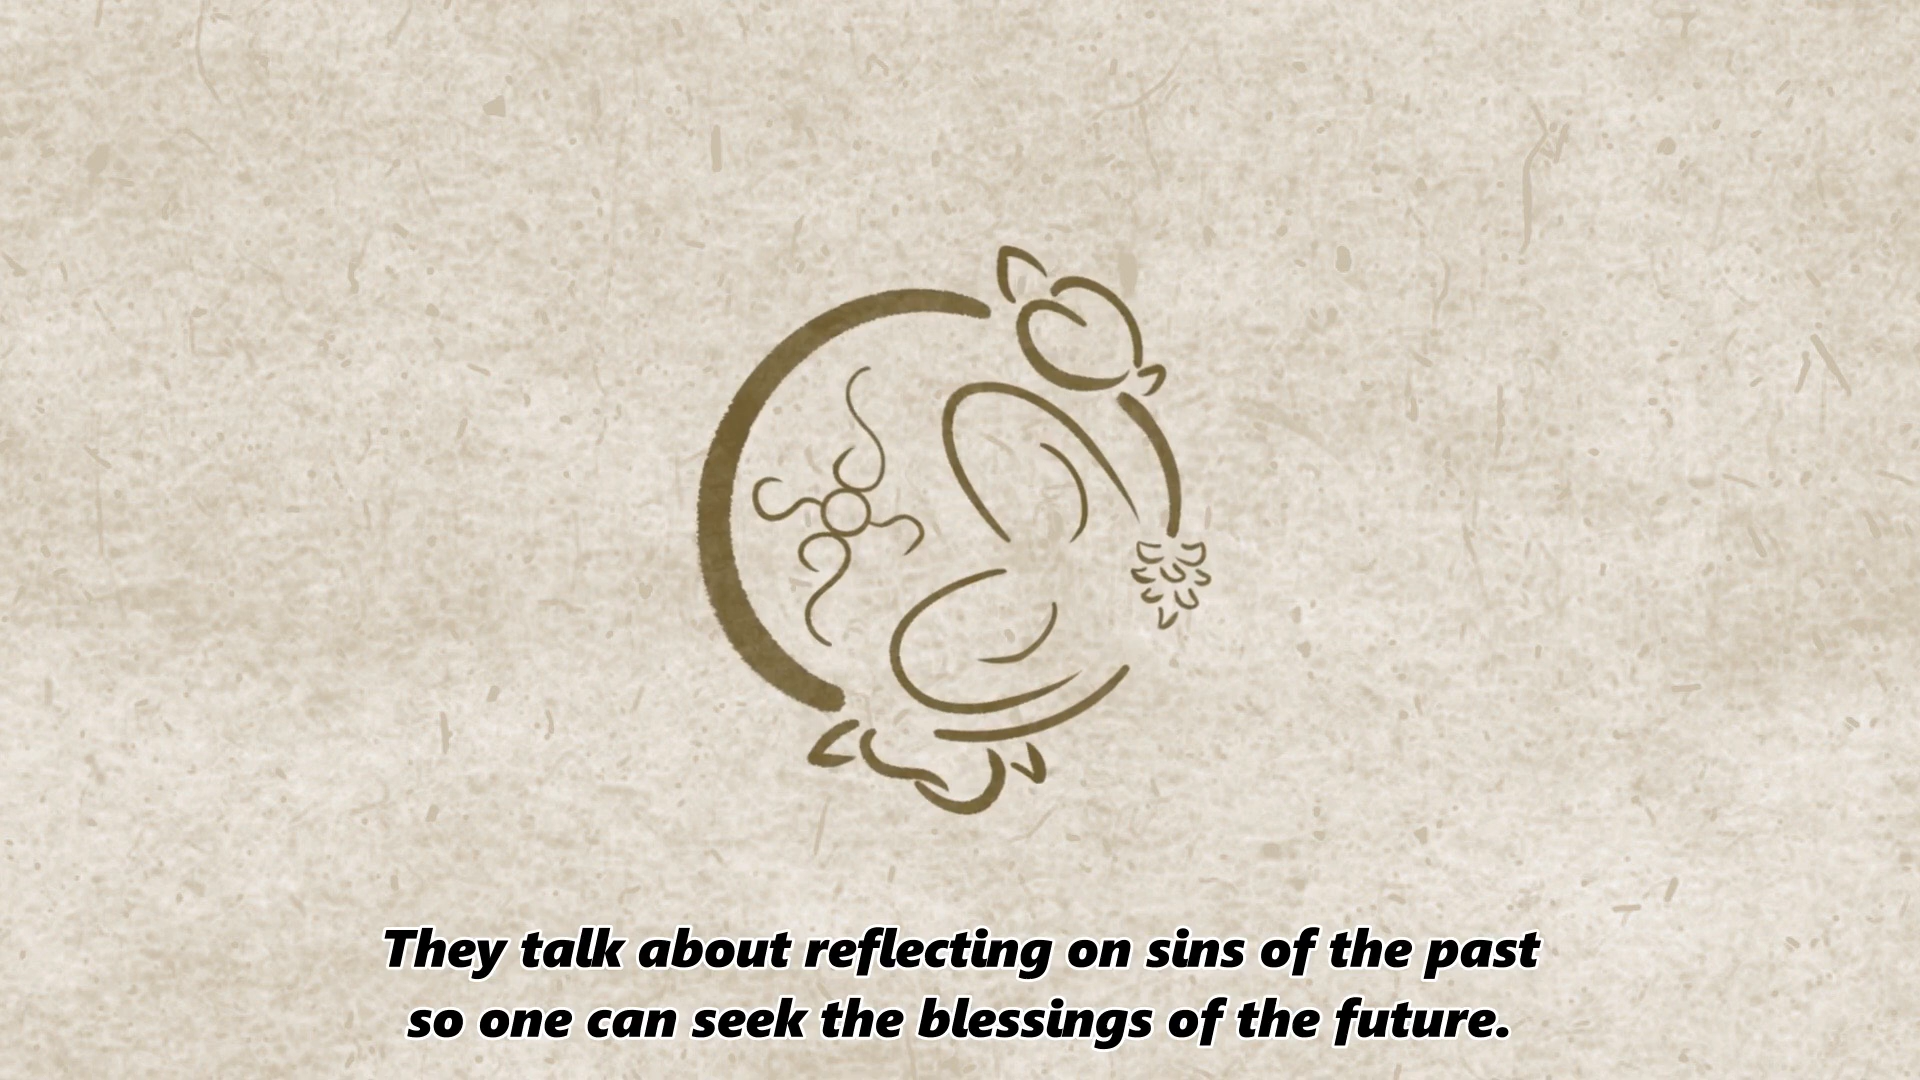 They talk about reflecting on sins of the past
so one can seek the blessings of the future.